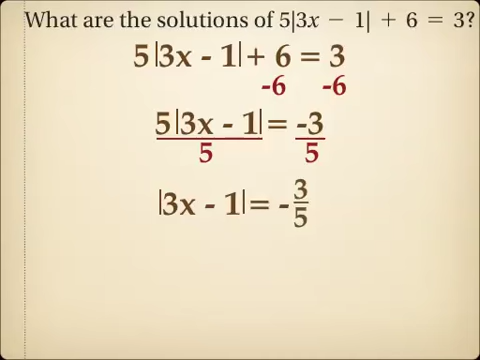 What are the solutions of 5|3x − 1| + 6 = 3?
5|3x - 1| + 6 = 3
-6 -6
5|3x - 1| = -3
5 5
|3x - 1| = - 3/5